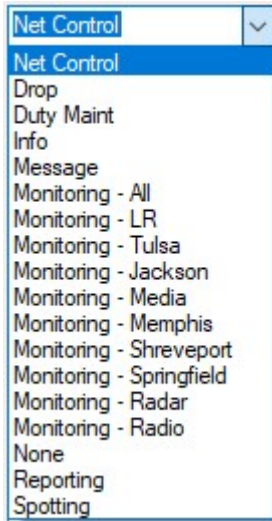 Net Control
Net Control
Drop
Duty Maint
Info
Message
Monitoring - All
Monitoring - LR
Monitoring - Tulsa
Monitoring - Jackson
Monitoring - Media
Monitoring - Memphis
Monitoring - Shreveport
Monitoring - Springfield
Monitoring - Radar
Monitoring - Radio
None
Reporting
Spotting